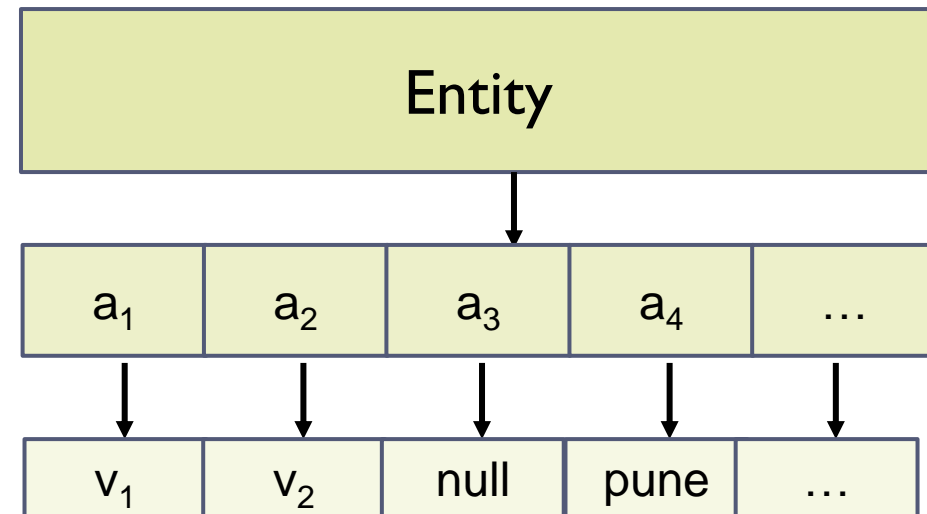 Entity
a₁ a₂ a₃ a₄ …
v₁ v₂ null pune …